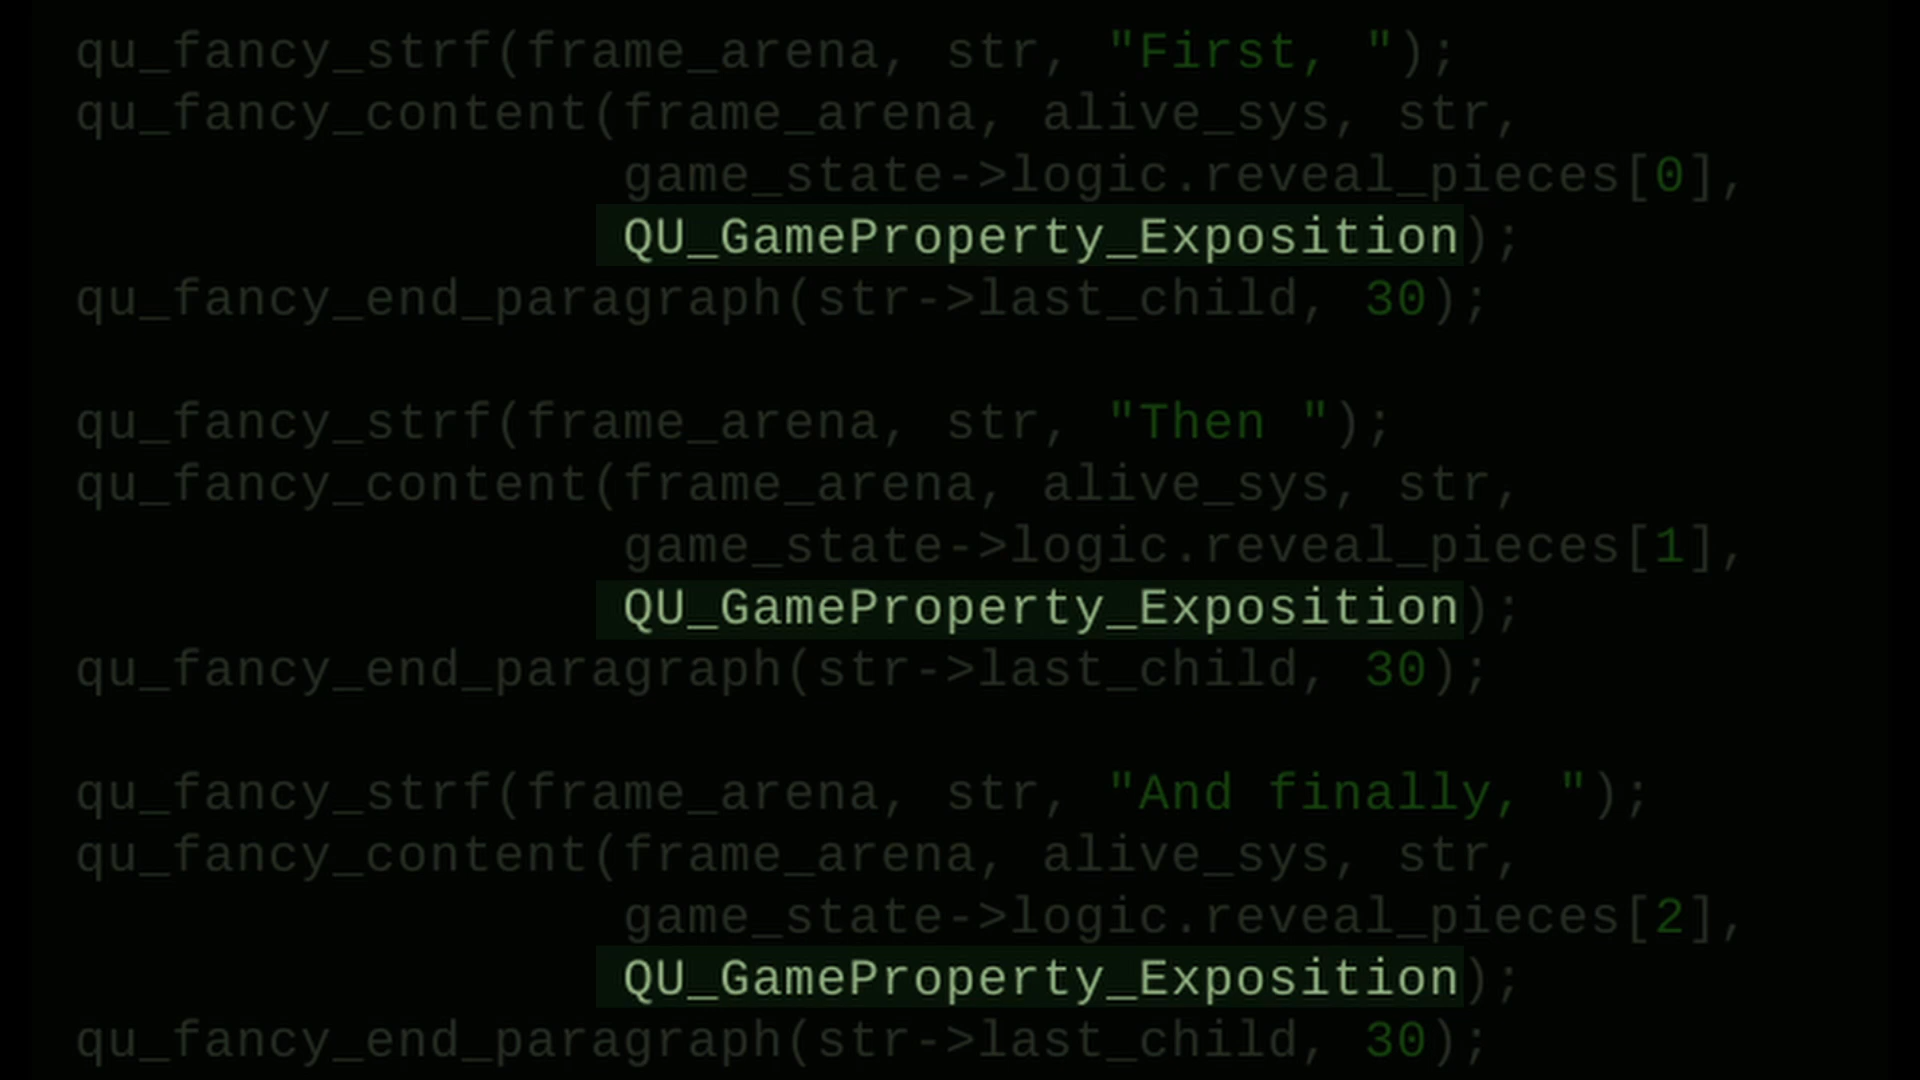 qu_fancy_strf(frame_arena, str, "First, ");
qu_fancy_content(frame_arena, alive_sys, str,
                 game_state->logic.reveal_pieces[0],
                 QU_GameProperty_Exposition);
qu_fancy_end_paragraph(str->last_child, 30);

qu_fancy_strf(frame_arena, str, "Then ");
qu_fancy_content(frame_arena, alive_sys, str,
                 game_state->logic.reveal_pieces[1],
                 QU_GameProperty_Exposition);
qu_fancy_end_paragraph(str->last_child, 30);

qu_fancy_strf(frame_arena, str, "And finally, ");
qu_fancy_content(frame_arena, alive_sys, str,
                 game_state->logic.reveal_pieces[2],
                 QU_GameProperty_Exposition);
qu_fancy_end_paragraph(str->last_child, 30);